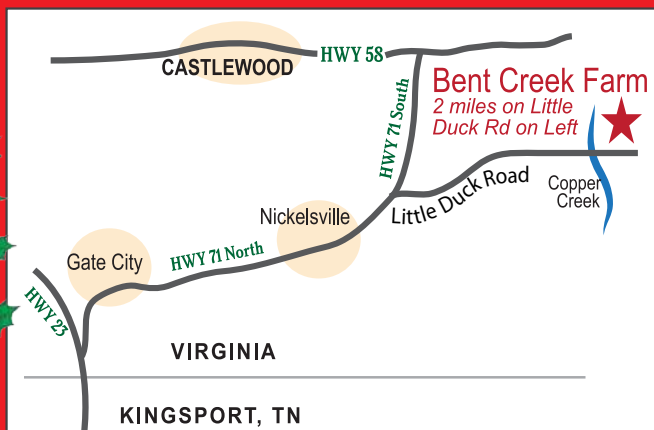 HWY 58
CASTLEWOOD
Bent Creek Farm
2 miles on Little
Duck Rd on Left
HWY 71 South
Little Duck Road
Copper
Creek
Nickelsville
HWY 71 North
Gate City
HWY 23
VIRGINIA
KINGSPORT, TN